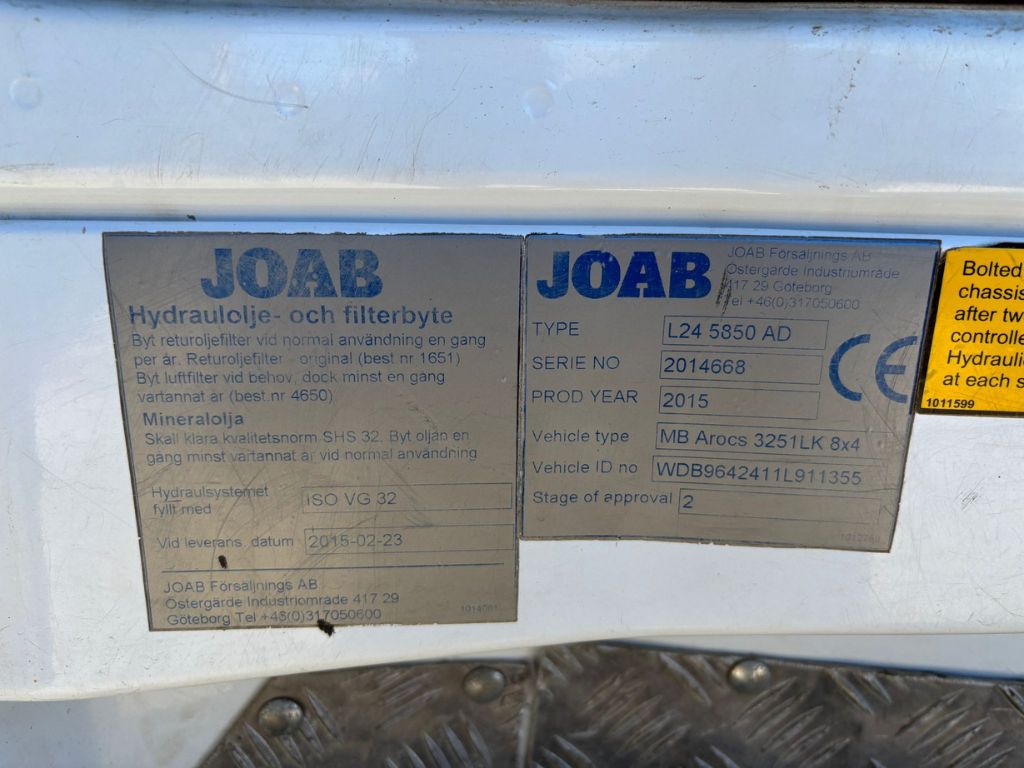 JOAB
Hydraulolje- och filterbyte
Byt returoljefilter vid normal användning en gang
per år. Returoljefilter - original (best nr 1651)
Byt luftfilter vid behov, dock minst en gång
vartannat år (best.nr 4650)
Mineralolja
Skall klara kvalitetsnorm SHS 32. Byt oljan en
gång minst vartannat år vid normal användning
Hydraulsystemet
fyllt med
ISO VG 32
Vid leverans. datum 2015-02-23
JOAB Försäljnings AB
Östergärde Industriområde 417 29
Göteborg Tel +46(0)317050600
1014061
JOAB
JOAB Försäljnings AB
Östergärde Industriområde
417 29 Göteborg
Tel +46(0)317050600
TYPE L24 5850 AD
SERIE NO 2014668
PROD YEAR 2015
CE
Vehicle type MB Arocs 3251LK 8x4
Vehicle ID no WDB9642411L911355
Stage of approval 2
Bolted
chassis
after tw
controlle
Hydrauli
at each s
1011599